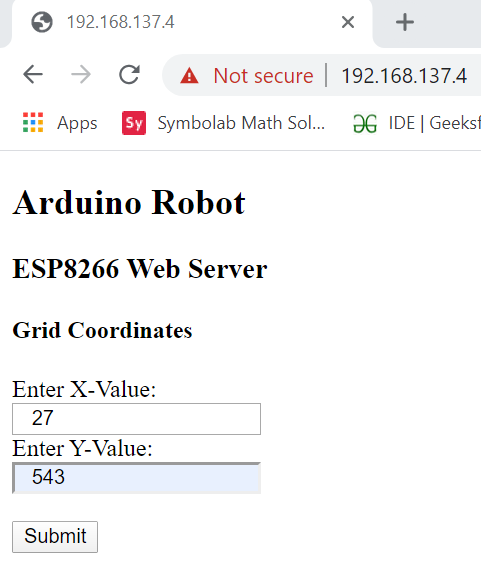 192.168.137.4
Not secure 192.168.137.4
Apps Sy Symbolab Math Sol... IDE | Geeksf
Arduino Robot
ESP8266 Web Server
Grid Coordinates
Enter X-Value:
27
Enter Y-Value:
543
Submit